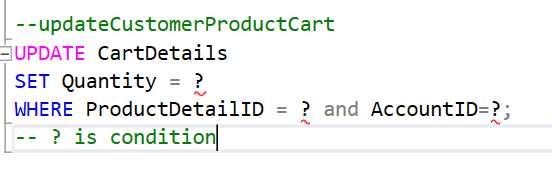 --updateCustomerProductCart
UPDATE CartDetails
SET Quantity = ?
WHERE ProductDetailID = ? and AccountID=?;
-- ? is condition